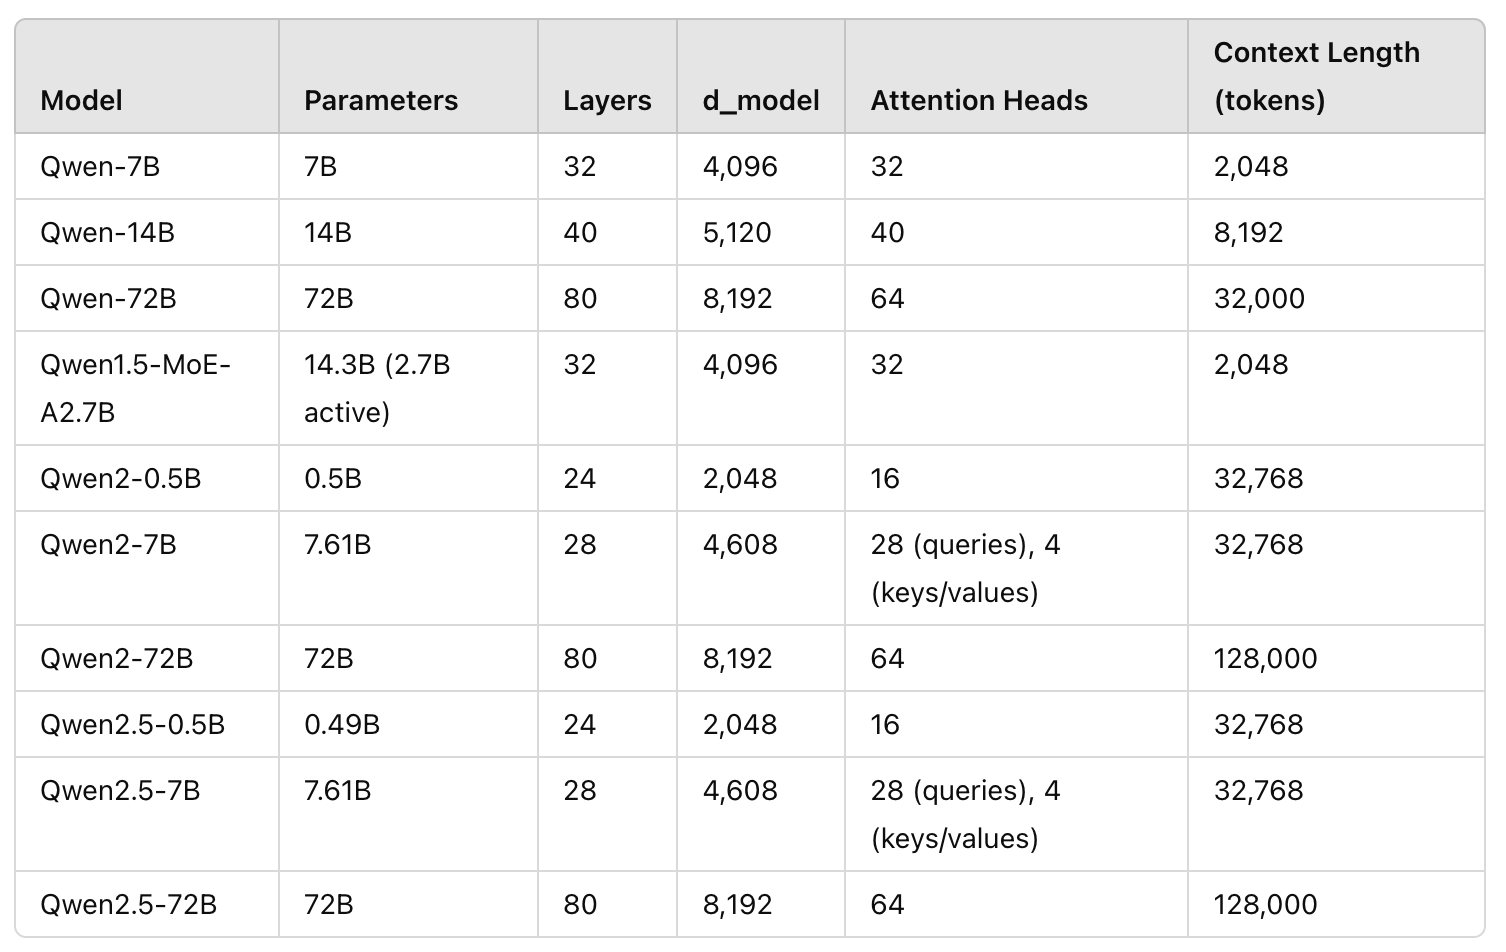 Context Length
Model Parameters Layers d_model Attention Heads (tokens)
Qwen-7B 7B 32 4,096 32 2,048
Qwen-14B 14B 40 5,120 40 8,192
Qwen-72B 72B 80 8,192 64 32,000
Qwen1.5-MoE- 14.3B (2.7B 32 4,096 32 2,048
A2.7B active)
Qwen2-0.5B 0.5B 24 2,048 16 32,768
Qwen2-7B 7.61B 28 4,608 28 (queries), 4 32,768
(keys/values)
Qwen2-72B 72B 80 8,192 64 128,000
Qwen2.5-0.5B 0.49B 24 2,048 16 32,768
Qwen2.5-7B 7.61B 28 4,608 28 (queries), 4 32,768
(keys/values)
Qwen2.5-72B 72B 80 8,192 64 128,000